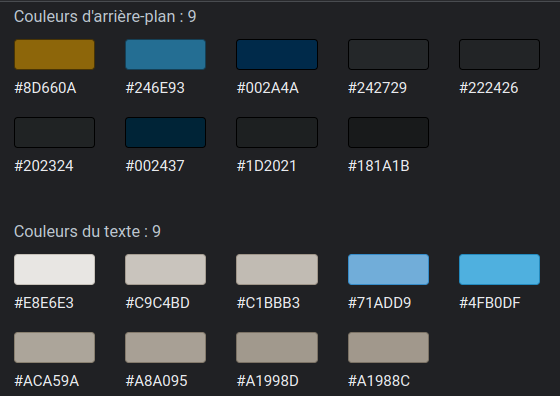 Couleurs d'arrière-plan : 9
#8D660A #246E93 #002A4A #242729 #222426
#202324 #002437 #1D2021 #181A1B
Couleurs du texte : 9
#E8E6E3 #C9C4BD #C1BBB3 #71ADD9 #4FB0DF
#ACA59A #A8A095 #A1998D #A1988C